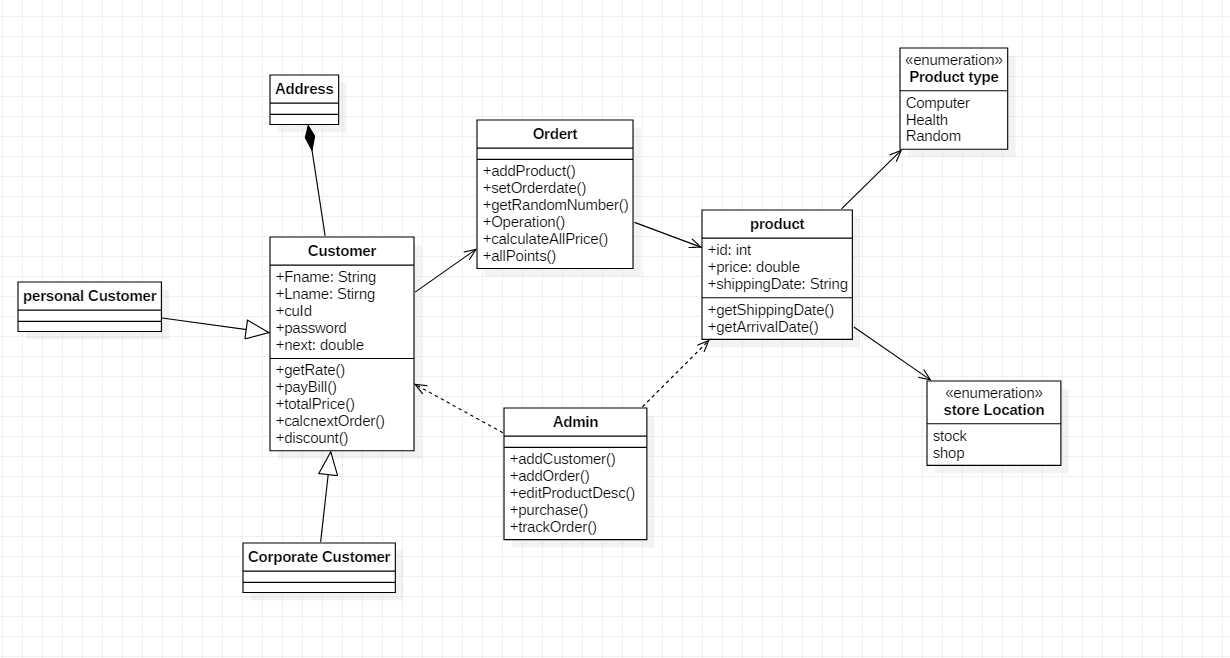 Address
personal Customer
Customer
+Fname: String
+Lname: Stirng
+cuId
+password
+next: double
+getRate()
+payBill()
+totalPrice()
+calcnextOrder()
+discount()
Corporate Customer
Ordert
+addProduct()
+setOrderdate()
+getRandomNumber()
+Operation()
+calculateAllPrice()
+allPoints()
Admin
+addCustomer()
+addOrder()
+editProductDesc()
+purchase()
+trackOrder()
product
+id: int
+price: double
+shippingDate: String
+getShippingDate()
+getArrivalDate()
«enumeration»
Product type
Computer
Health
Random
«enumeration»
store Location
stock
shop